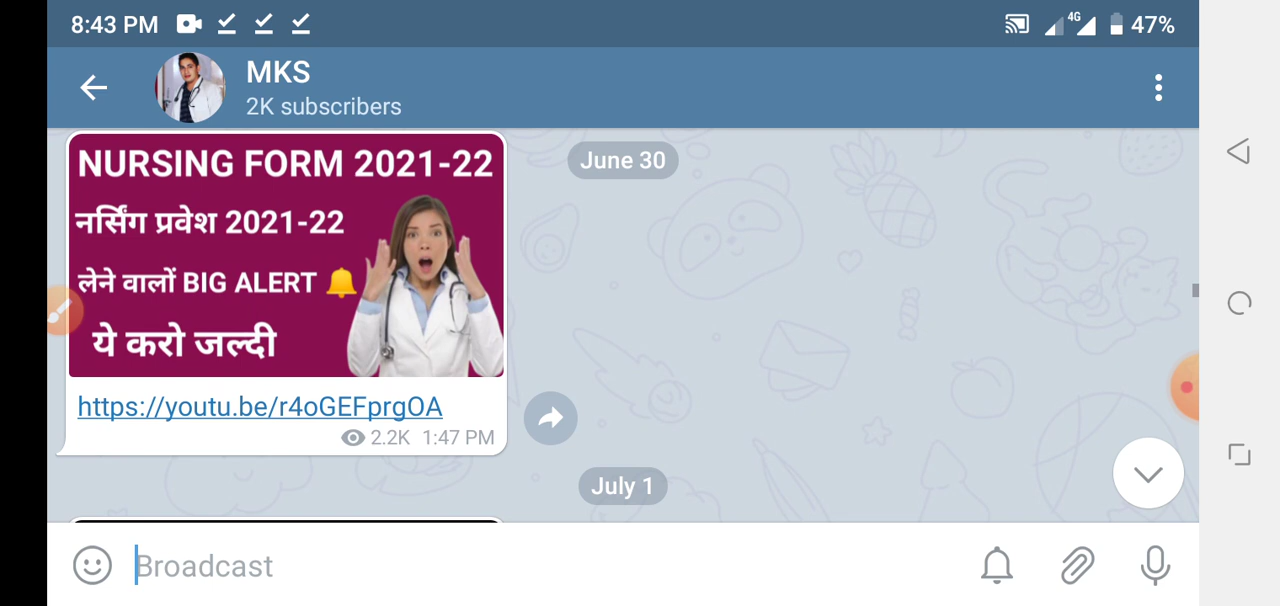 8:43 PM
4G
47%
MKS
2K subscribers
June 30
NURSING FORM 2021-22
नर्सिंग प्रवेश 2021-22
लेने वालों BIG ALERT 🔔
ये करो जल्दी
https://youtu.be/r4oGEFprgOA
2.2K 1:47 PM
July 1
Broadcast